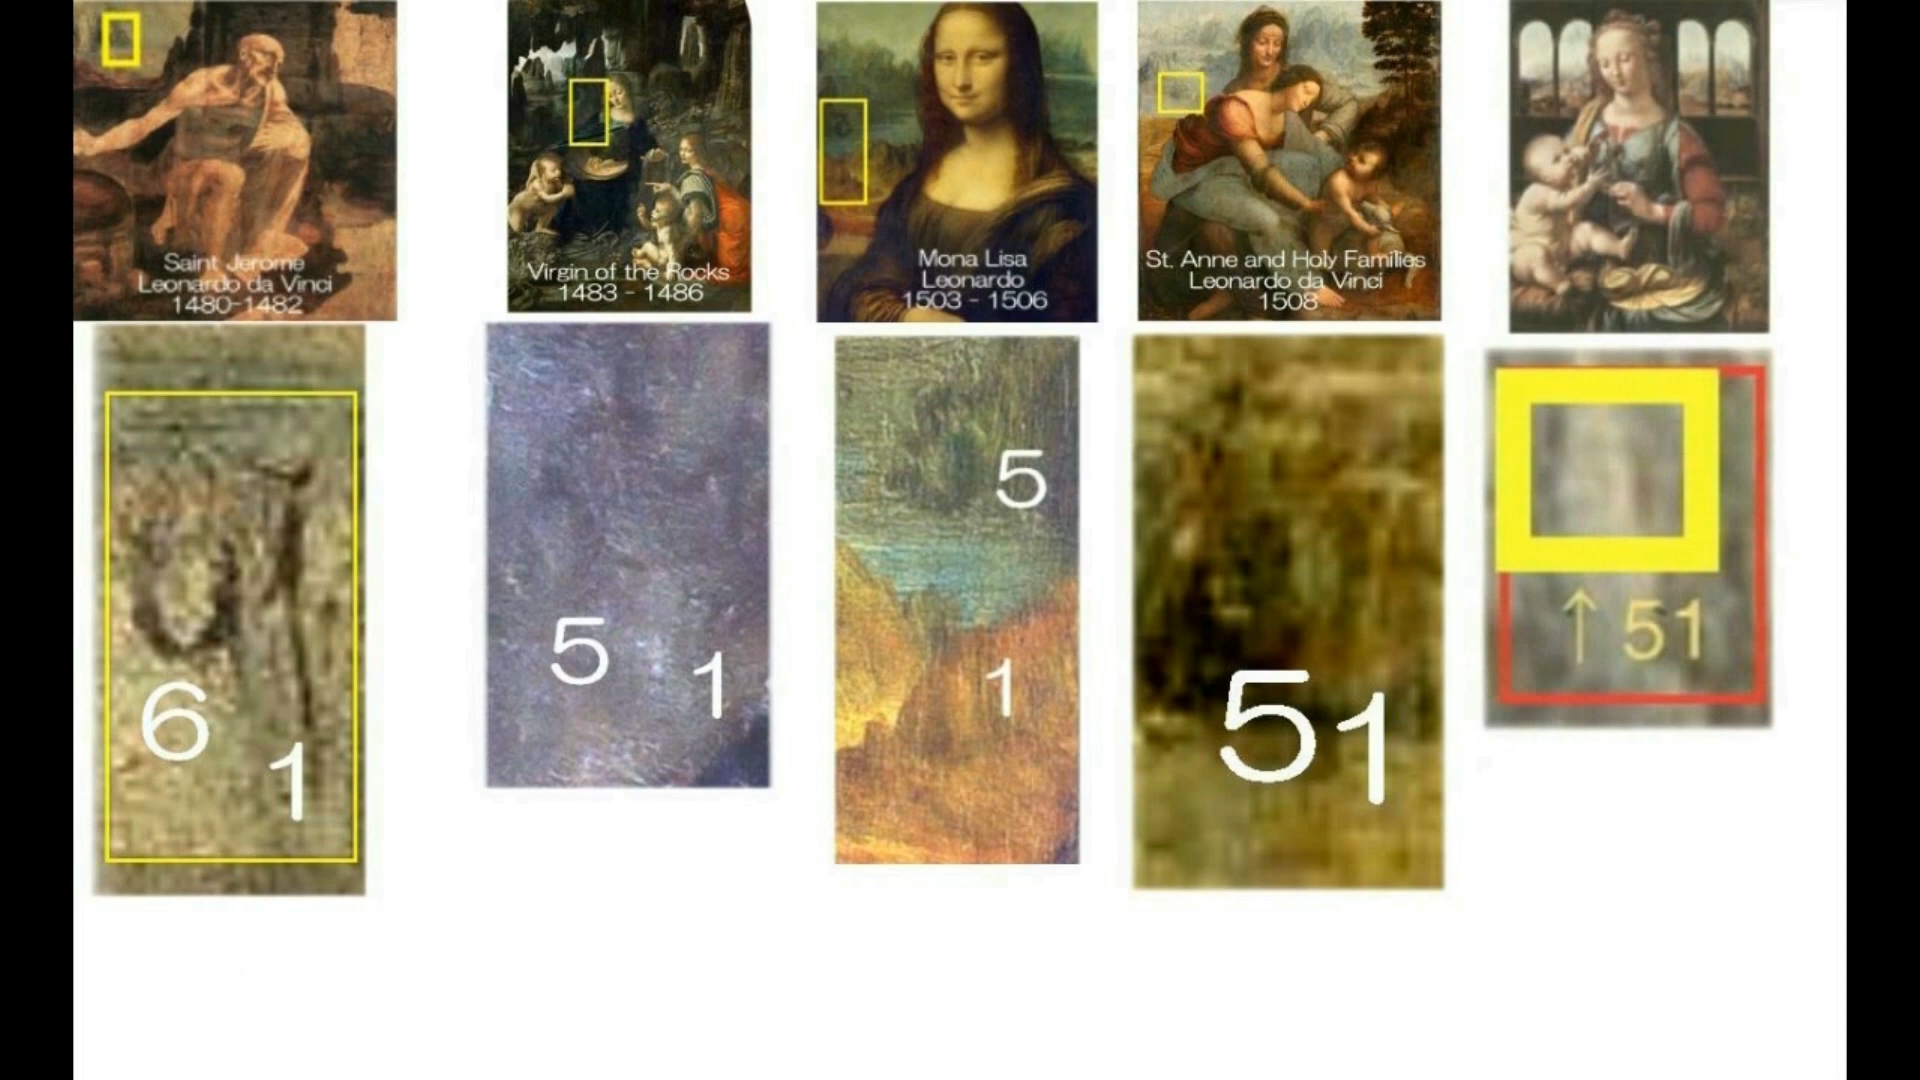 Saint Jerome
Leonardo da Vinci
1480-1482
Virgin of the Rocks
1483 - 1486
Mona Lisa
Leonardo
1503 - 1506
St. Anne and Holy Families
Leonardo da Vinci
1508
6
1
5
1
5
1
51
↑ 51